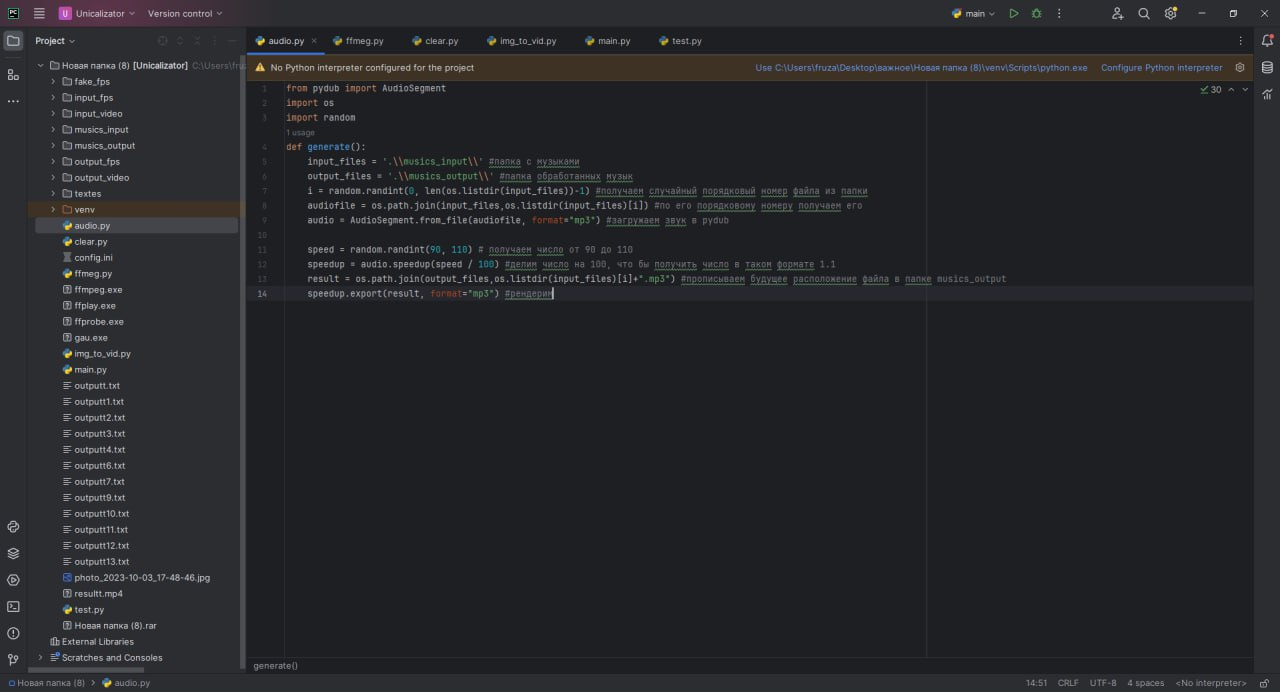 Unicalizator Version control main
Project audio.py ffmeg.py clear.py img_to_vid.py main.py test.py
No Python interpreter configured for the project Use C:\Users\fruza\Desktop\важное\Новая папка (8)\venv\Scripts\python.exe Configure Python interpreter
Новая папка (8) [Unicalizator] C:\Users\fruz
fake_fps
input_fps
input_video
musics_input
musics_output
output_fps
output_video
textes
venv
audio.py
clear.py
config.ini
ffmeg.py
ffmpeg.exe
ffplay.exe
ffprobe.exe
gau.exe
img_to_vid.py
main.py
outputt.txt
outputt1.txt
outputt2.txt
outputt3.txt
outputt4.txt
outputt6.txt
outputt7.txt
outputt9.txt
outputt10.txt
outputt11.txt
outputt12.txt
outputt13.txt
photo_2023-10-03_17-48-46.jpg
resultt.mp4
test.py
Новая папка (8).rar
External Libraries
Scratches and Consoles
30
1 from pydub import AudioSegment
2 import os
3 import random
1 usage
4 def generate():
5 input_files = '.\\musics_input\\' #папка с музыками
6 output_files = '.\\musics_output\\' #папка обработанных музык
7 i = random.randint(0, len(os.listdir(input_files))-1) #получаем случайный порядковый номер файла из папки
8 audiofile = os.path.join(input_files,os.listdir(input_files)[i]) #по его порядковому номеру получаем его
9 audio = AudioSegment.from_file(audiofile, format="mp3") #загружаем звук в pydub
10
11 speed = random.randint(90, 110) # получаем число от 90 до 110
12 speedup = audio.speedup(speed / 100) #делим число на 100, что бы получить число в таком формате 1.1
13 result = os.path.join(output_files,os.listdir(input_files)[i]+".mp3") #прописываем будущее расположение файла в папке musics_output
14 speedup.export(result, format="mp3") #рендерим
generate()
Новая папка (8) audio.py 14:51 CRLF UTF-8 4 spaces <No interpreter>